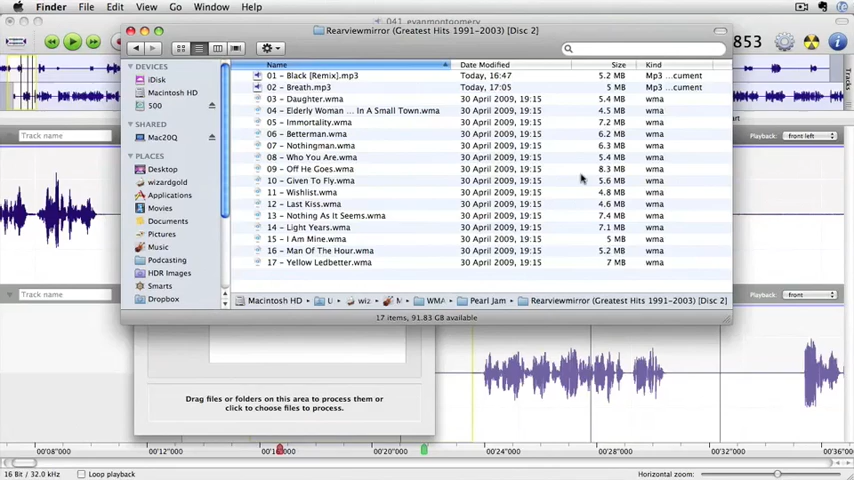 Finder File Edit View Go Window Help
041_evanmontgomery
Rearviewmirror (Greatest Hits 1991–2003) [Disc 2]
853
DEVICES
iDisk
Macintosh HD
500
SHARED
Mac20Q
PLACES
Desktop
wizardgold
Applications
Movies
Documents
Pictures
Music
Podcasting
HDR Images
Smarts
Dropbox
Name Date Modified Size Kind
01 – Black [Remix].mp3 Today, 16:47 5.2 MB Mp3 ...cument
02 – Breath.mp3 Today, 17:05 5 MB Mp3 ...cument
03 – Daughter.wma 30 April 2009, 19:15 5.4 MB wma
04 – Elderly Woman ... In A Small Town.wma 30 April 2009, 19:15 4.5 MB wma
05 – Immortality.wma 30 April 2009, 19:15 7.2 MB wma
06 – Betterman.wma 30 April 2009, 19:15 6.2 MB wma
07 – Nothingman.wma 30 April 2009, 19:15 6.3 MB wma
08 – Who You Are.wma 30 April 2009, 19:15 5.4 MB wma
09 – Off He Goes.wma 30 April 2009, 19:15 8.3 MB wma
10 – Given To Fly.wma 30 April 2009, 19:15 5.6 MB wma
11 – Wishlist.wma 30 April 2009, 19:15 4.8 MB wma
12 – Last Kiss.wma 30 April 2009, 19:15 4.6 MB wma
13 – Nothing As It Seems.wma 30 April 2009, 19:15 7.4 MB wma
14 – Light Years.wma 30 April 2009, 19:15 7.1 MB wma
15 – I Am Mine.wma 30 April 2009, 19:15 5 MB wma
16 – Man Of The Hour.wma 30 April 2009, 19:15 5.2 MB wma
17 – Yellow Ledbetter.wma 30 April 2009, 19:15 7 MB wma
Macintosh HD U wiz M WMA Pearl Jam Rearviewmirror (Greatest Hits 1991–2003) [Disc 2]
17 items, 91.83 GB available
Tracks
Track name
Playback: front left
Track name
Playback: front
Drag files or folders on this area to process them or
click to choose files to process.
00'08"000 00'12"000 00'16"000 00'20"000 00'24"000 00'28"000 00'32"000 00'36"000
16 Bit / 32.0 kHz Loop playback Horizontal zoom: